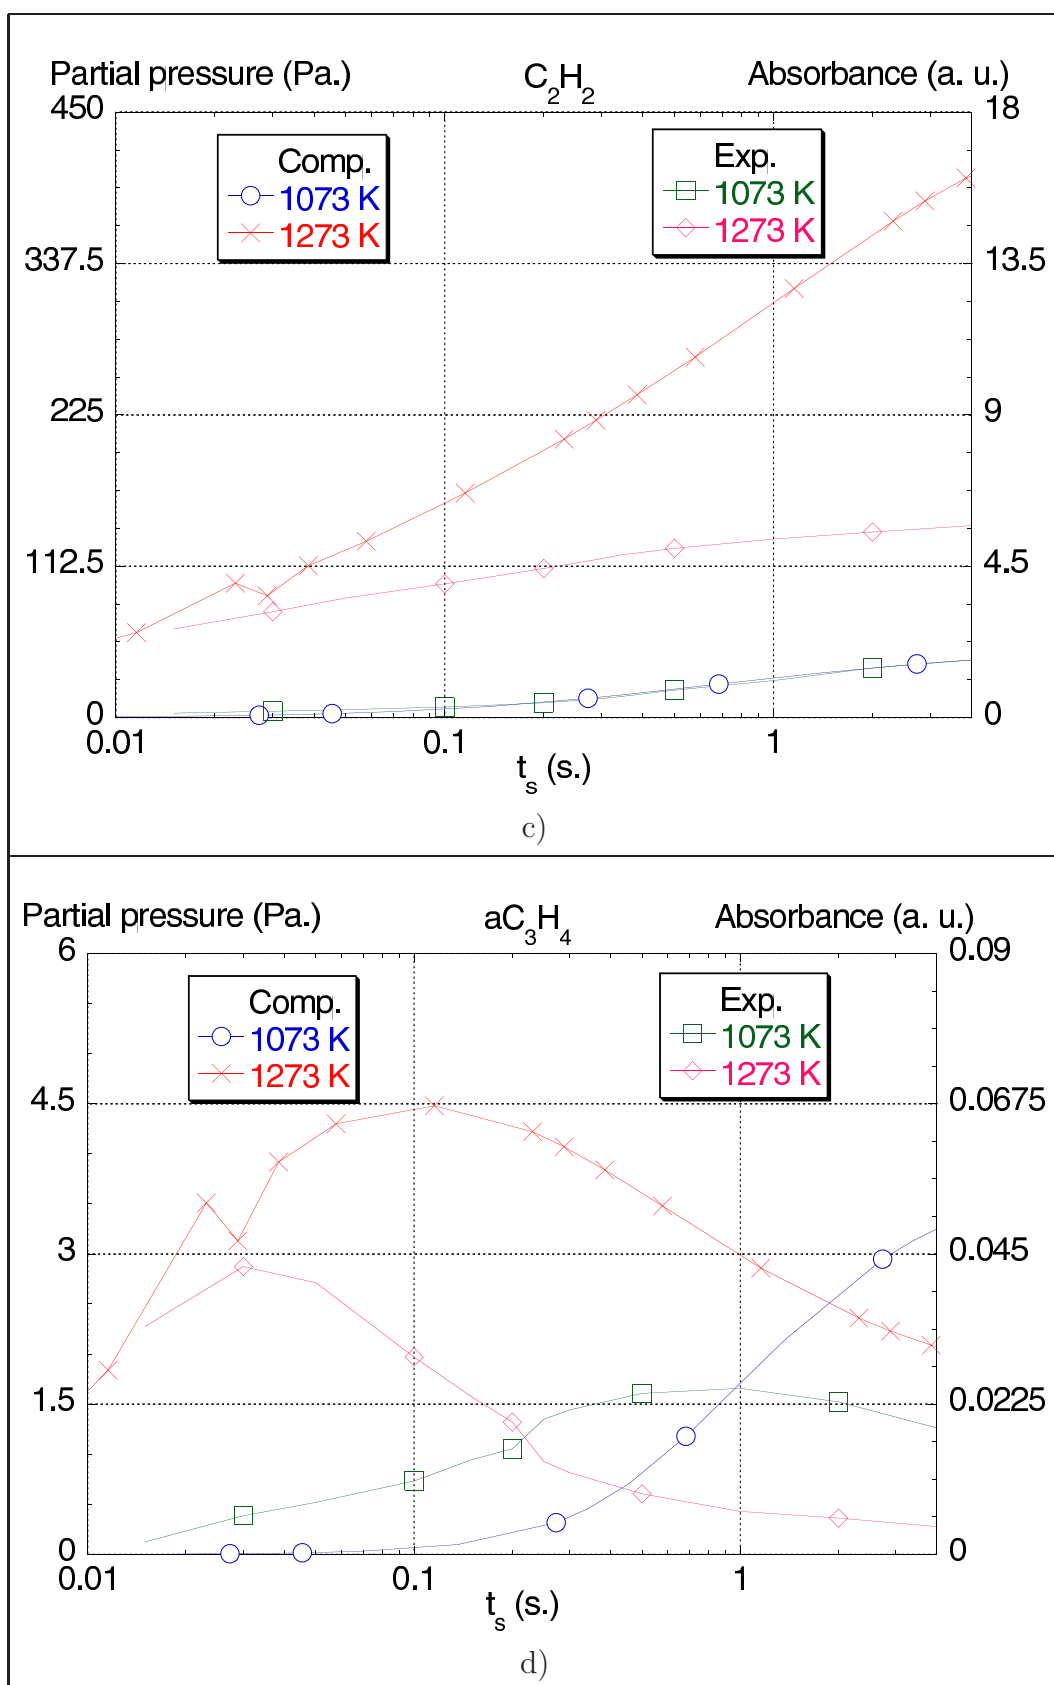 Partial pressure (Pa.) C2H2 Absorbance (a. u.)
450 18
Comp. Exp.
1073 K 1073 K
1273 K 1273 K
337.5 13.5
225 9
112.5 4.5
0 0
0.01 0.1 1
ts (s.)
c)
Partial pressure (Pa.) aC3H4 Absorbance (a. u.)
6 0.09
Comp. Exp.
1073 K 1073 K
1273 K 1273 K
4.5 0.0675
3 0.045
1.5 0.0225
0 0
0.01 0.1 1
ts (s.)
d)